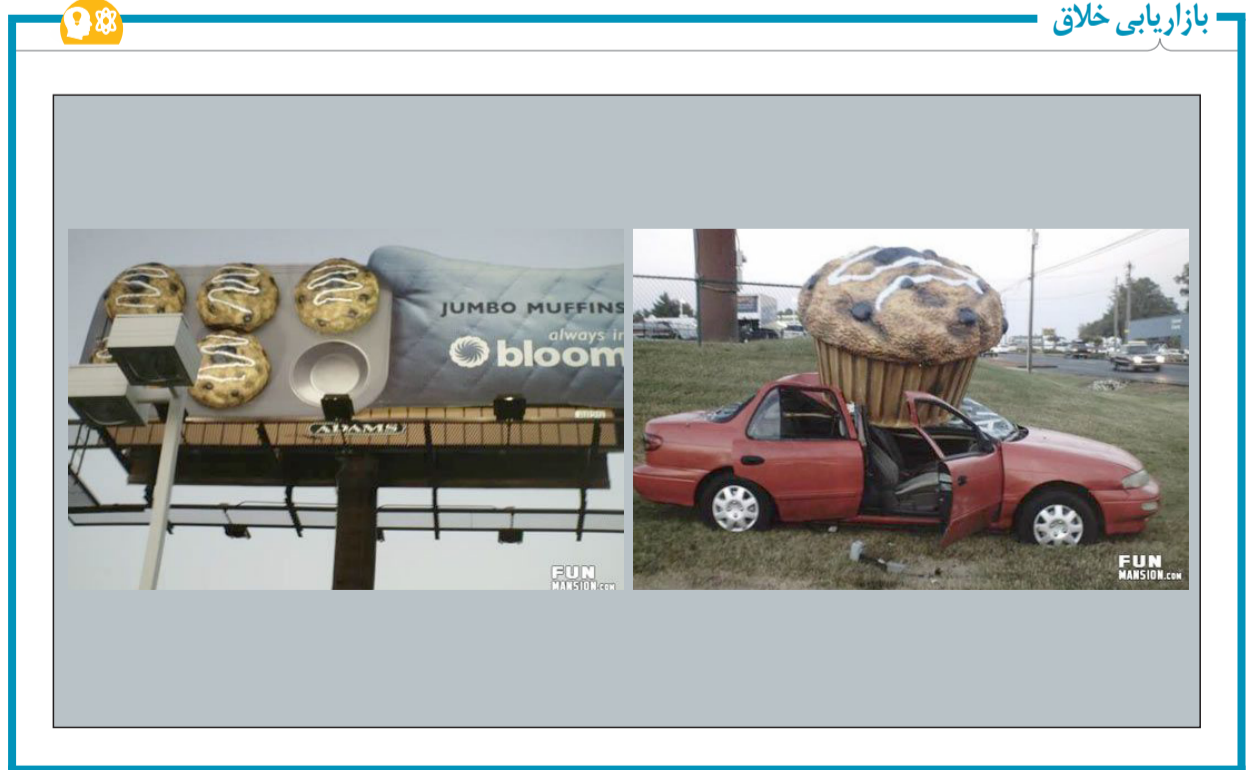 بازاریابی خلاق
JUMBO MUFFINS
always in
bloom
ADAMS
FUN
MANSION.COM
FUN
MANSION.COM